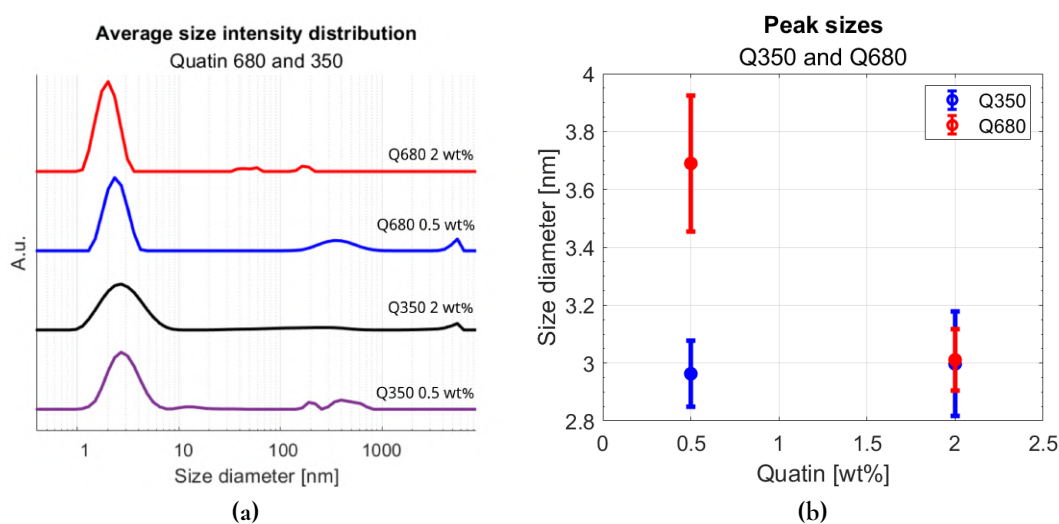 Average size intensity distribution
Quatin 680 and 350
A.u.
Q680 2 wt%
Q680 0.5 wt%
Q350 2 wt%
Q350 0.5 wt%
1
10
100
1000
Size diameter [nm]
(a)
Peak sizes
Q350 and Q680
Size diameter [nm]
4
3.8
3.6
3.4
3.2
3
2.8
Q350
Q680
0
0.5
1
1.5
2
2.5
Quatin [wt%]
(b)